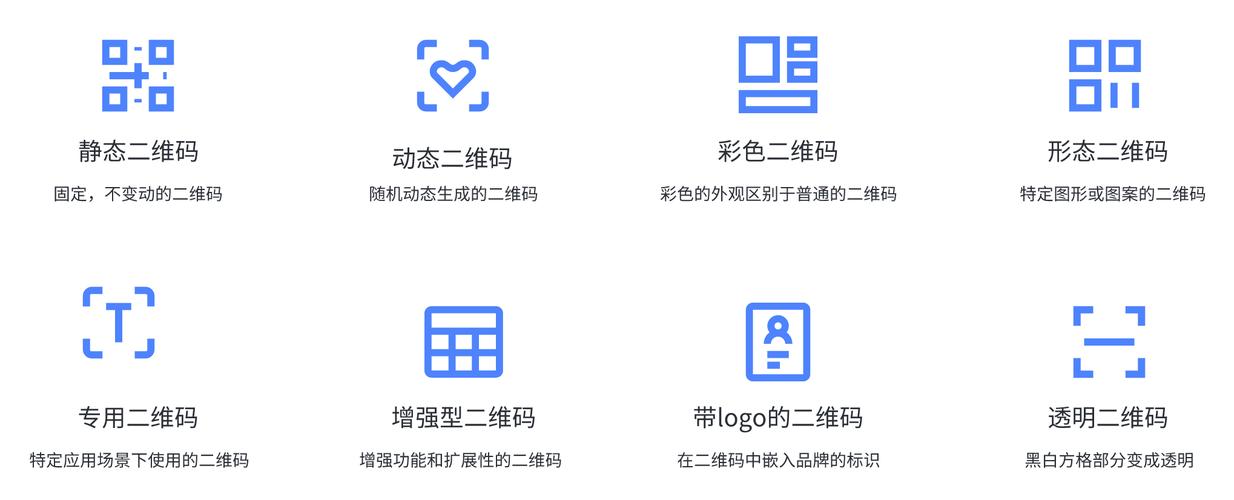 静态二维码
固定，不变动的二维码
动态二维码
随机动态生成的二维码
彩色二维码
彩色的外观区别于普通的二维码
形态二维码
特定图形或图案的二维码
T
专用二维码
特定应用场景下使用的二维码
增强型二维码
增强功能和扩展性的二维码
带logo的二维码
在二维码中嵌入品牌的标识
透明二维码
黑白方格部分变成透明